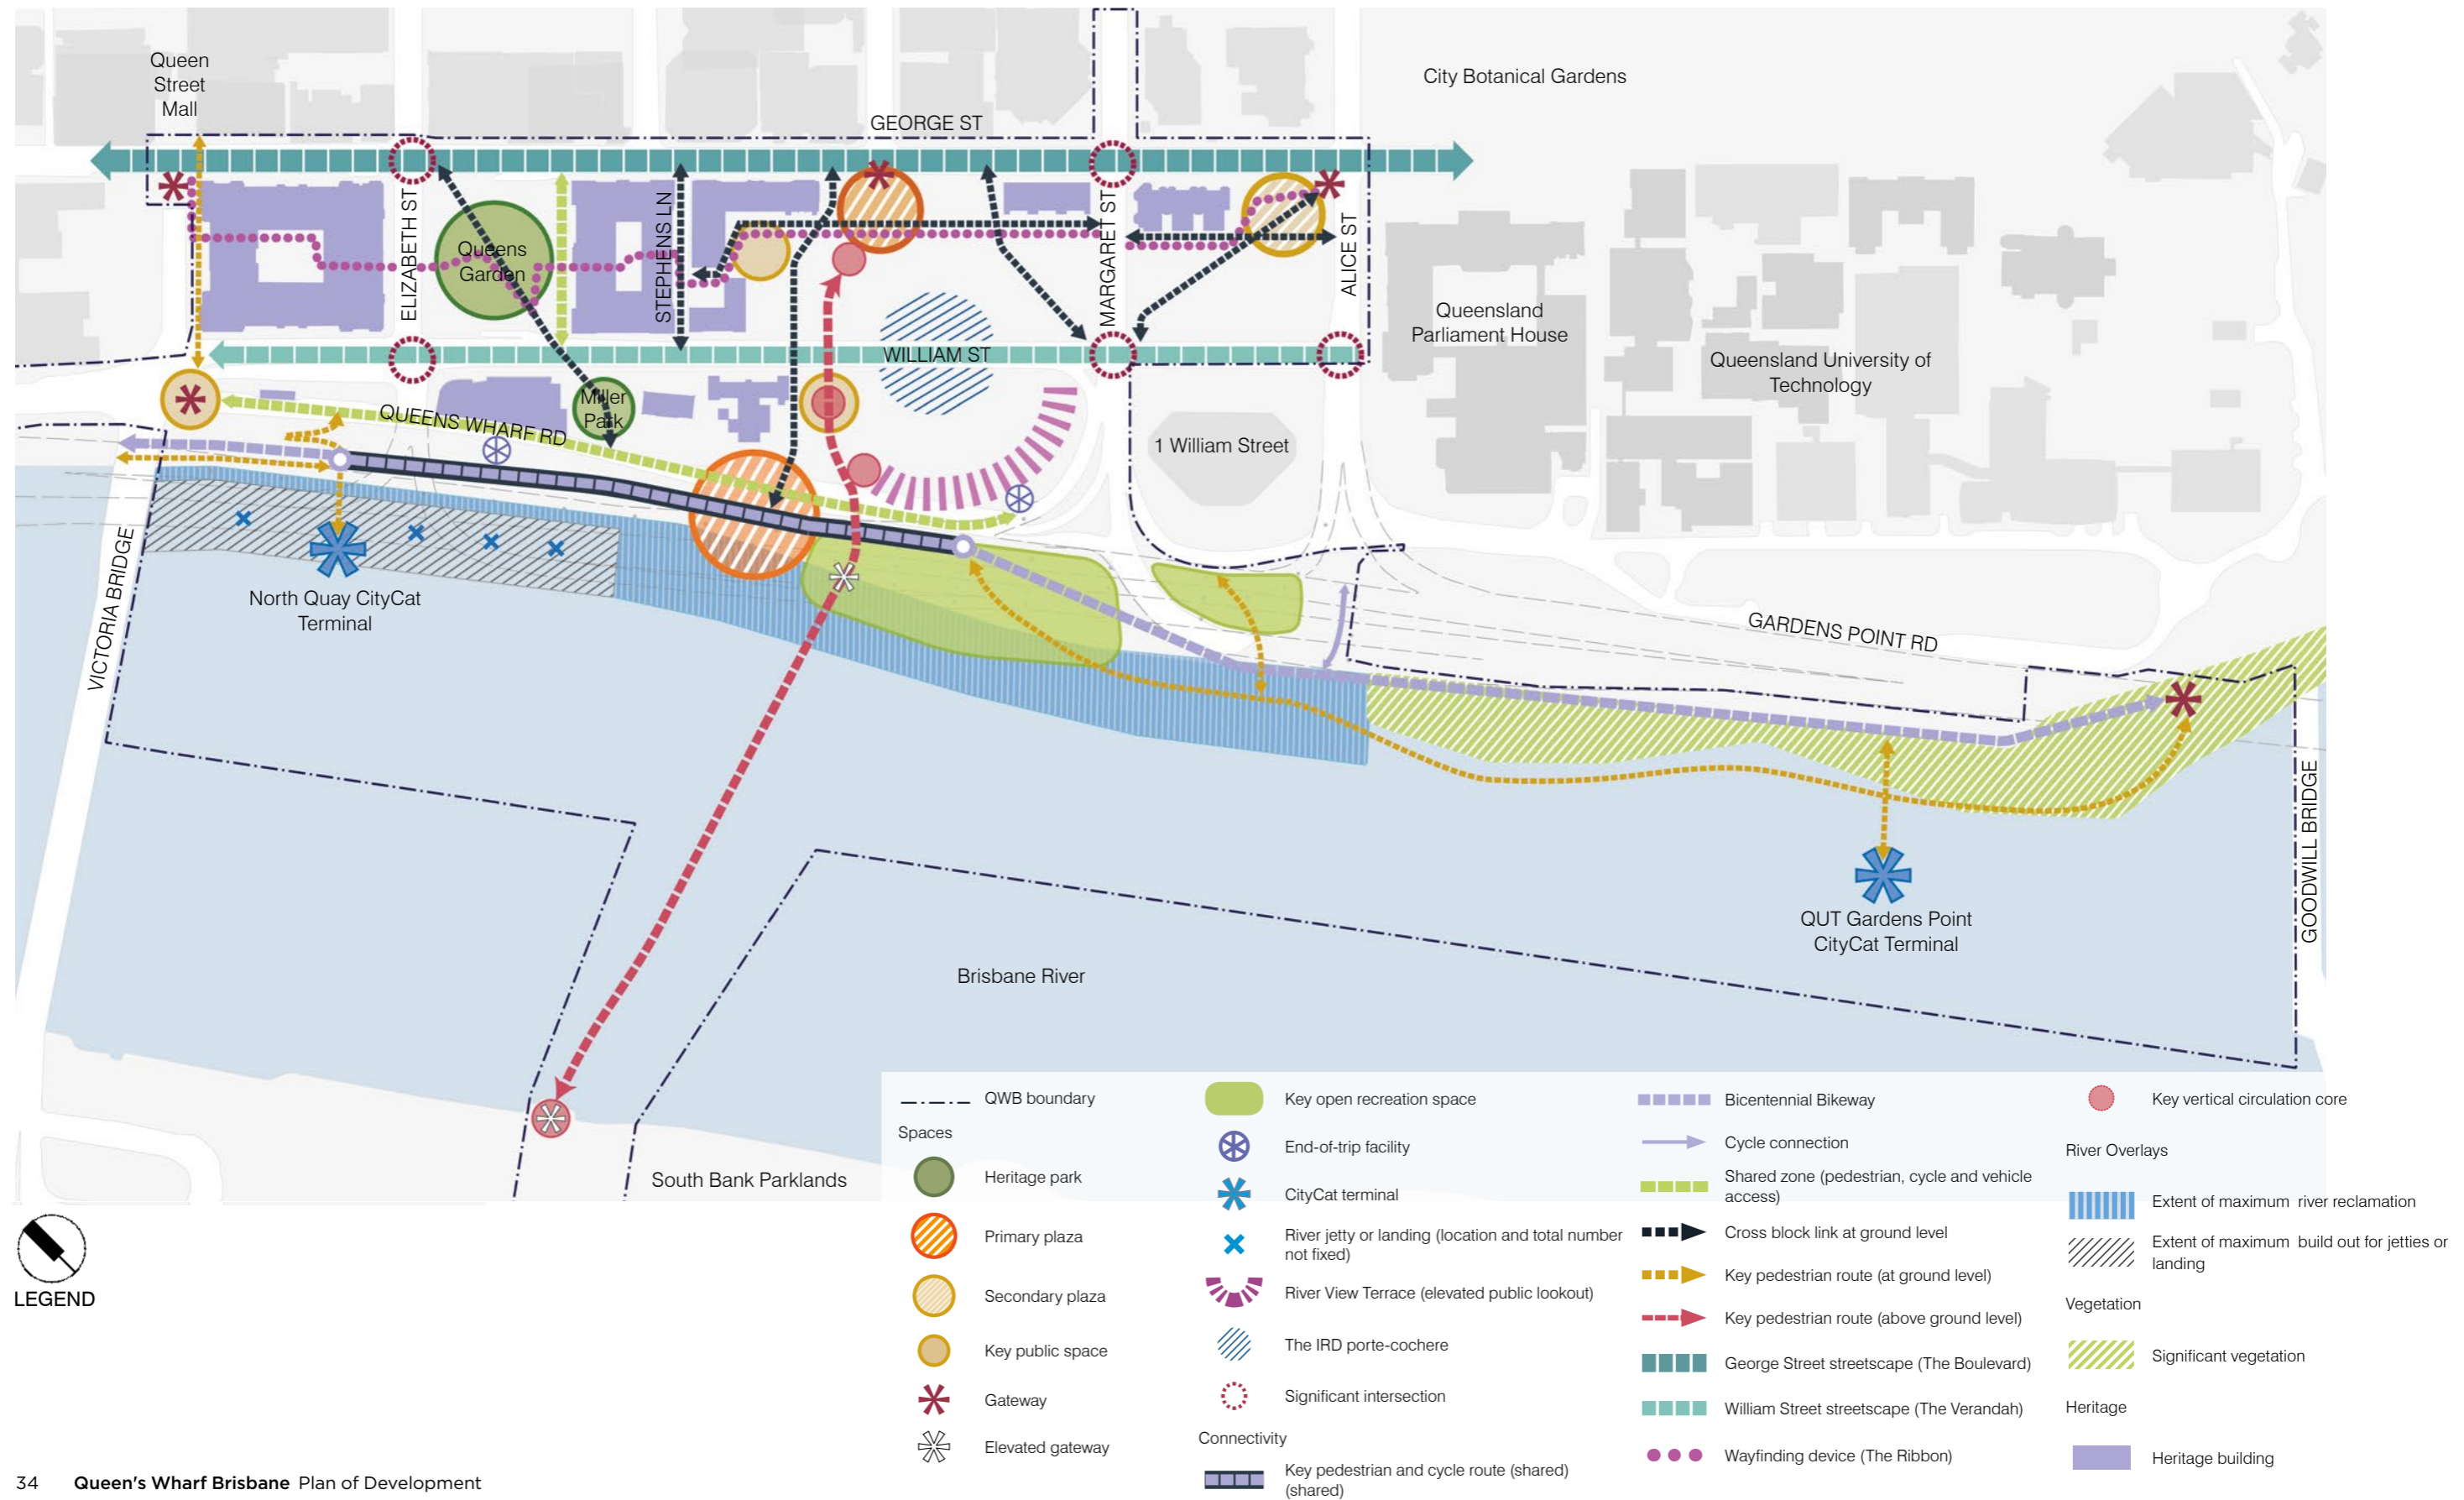 Queen
Street
Mall
City Botanical Gardens
GEORGE ST
ELIZABETH ST
STEPHENS LN
MARGARET ST
ALICE ST
Queens
Garden
Queensland
Parliament House
WILLIAM ST
Queensland University of
Technology
Miller
Park
QUEENS WHARF RD
1 William Street
VICTORIA BRIDGE
North Quay CityCat
Terminal
GARDENS POINT RD
GOODWILL BRIDGE
QUT Gardens Point
CityCat Terminal
Brisbane River
South Bank Parklands
LEGEND
QWB boundary
Spaces
Heritage park
Primary plaza
Secondary plaza
Key public space
Gateway
Elevated gateway
Key open recreation space
End-of-trip facility
CityCat terminal
River jetty or landing (location and total number
not fixed)
River View Terrace (elevated public lookout)
The IRD porte-cochere
Significant intersection
Connectivity
Key pedestrian and cycle route (shared)
(shared)
Bicentennial Bikeway
Cycle connection
Shared zone (pedestrian, cycle and vehicle
access)
Cross block link at ground level
Key pedestrian route (at ground level)
Key pedestrian route (above ground level)
George Street streetscape (The Boulevard)
William Street streetscape (The Verandah)
Wayfinding device (The Ribbon)
Key vertical circulation core
River Overlays
Extent of maximum river reclamation
Extent of maximum build out for jetties or
landing
Vegetation
Significant vegetation
Heritage
Heritage building
34 Queen's Wharf Brisbane Plan of Development